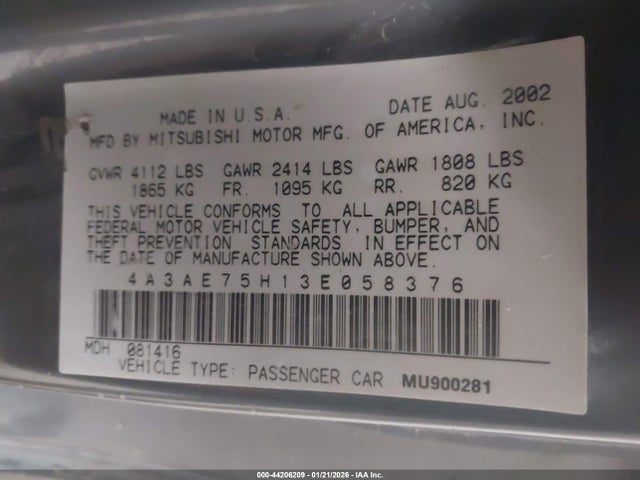 MADE IN U.S.A. DATE AUG. 2002
MFD BY MITSUBISHI MOTOR MFG. OF AMERICA, INC.
GVWR 4112 LBS GAWR 2414 LBS GAWR 1808 LBS
1865 KG FR. 1095 KG RR. 820 KG
THIS VEHICLE CONFORMS TO ALL APPLICABLE
FEDERAL MOTOR VEHICLE SAFETY, BUMPER, AND
THEFT PREVENTION STANDARDS IN EFFECT ON
THE DATE OF MANUFACTURE SHOWN ABOVE.
4A3AE75H13E058376
MDH 081416
VEHICLE TYPE: PASSENGER CAR MU900281
000-44206209 - 01/21/2026 - IAA Inc.